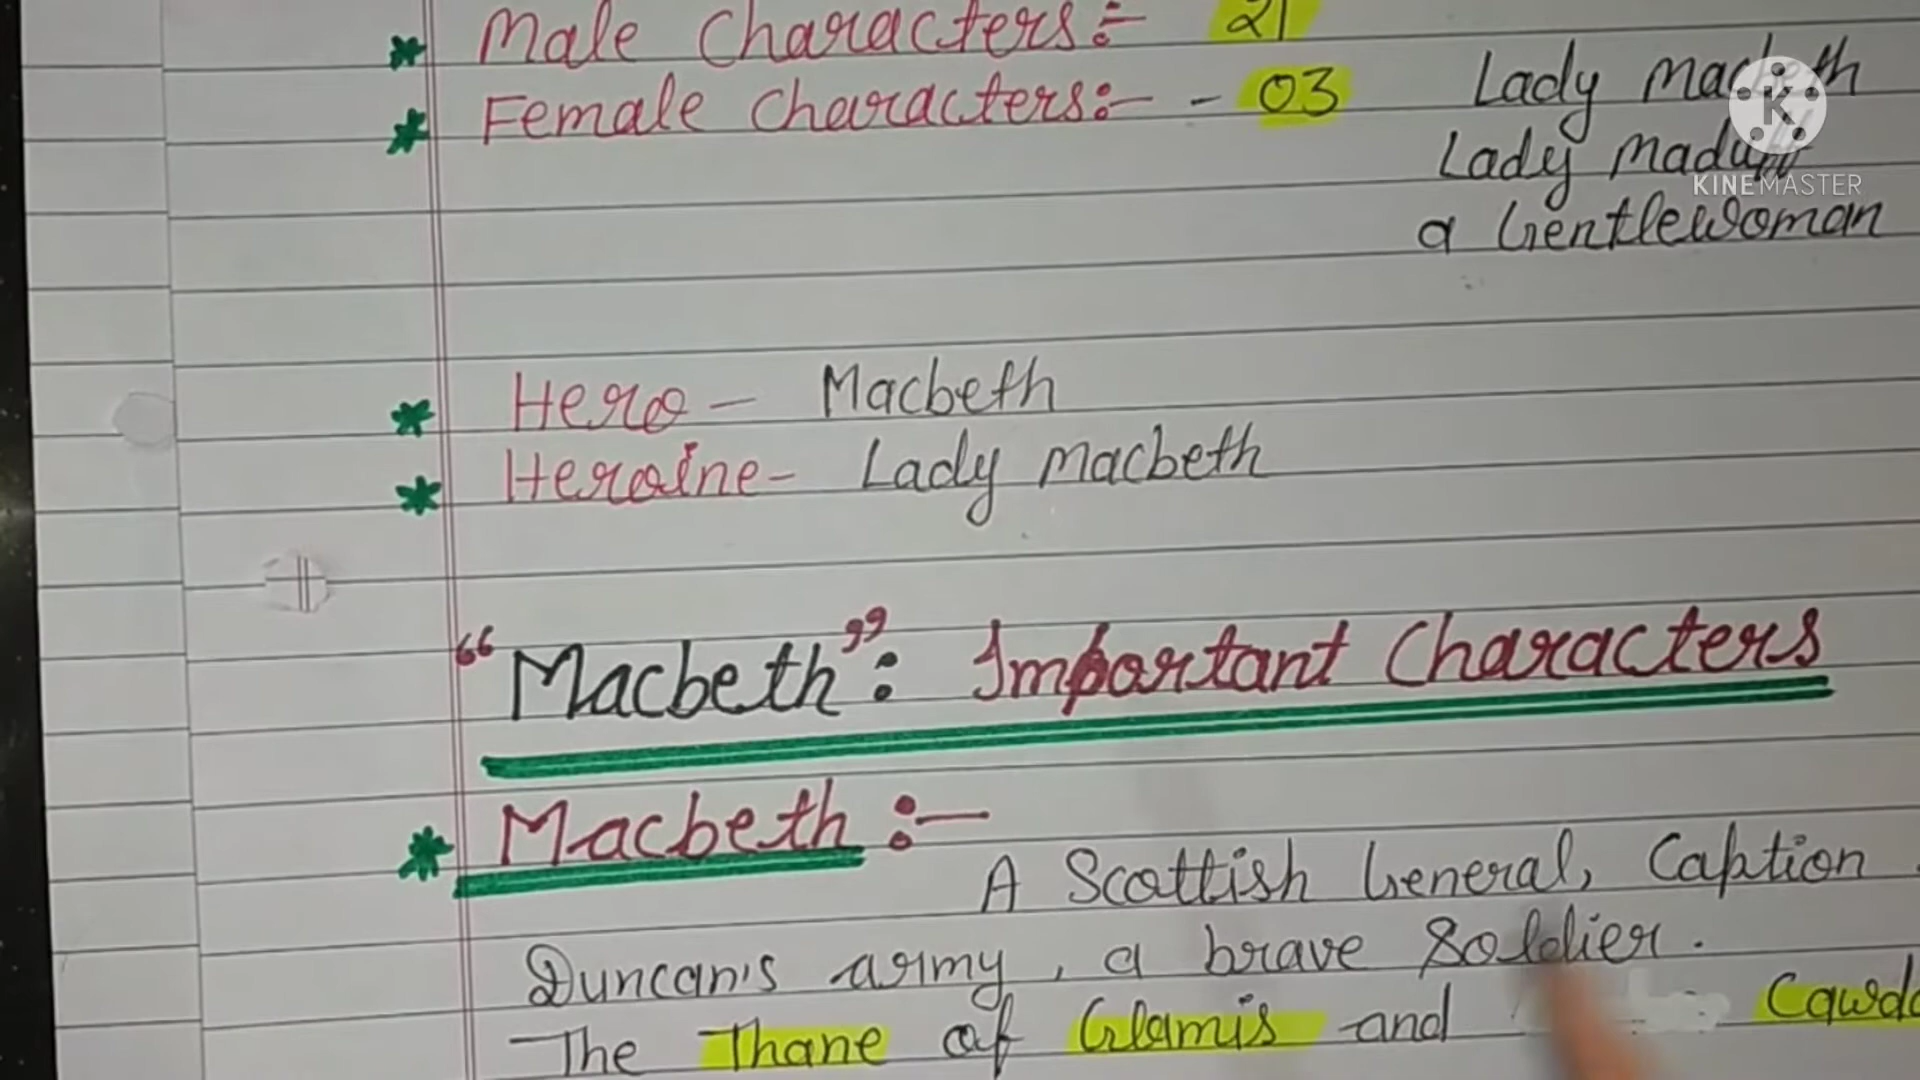 Male Characters:- 21
Female Characters:- - 03 Lady Macbeth
Lady Maduff
a Gentlewoman
KINEMASTER
Hero - Macbeth
Heroine - Lady Macbeth
"Macbeth": Important Characters
Macbeth :-
A Scottish General, Caption
Duncan's army, a brave Soldier.
The Thane of Glamis and